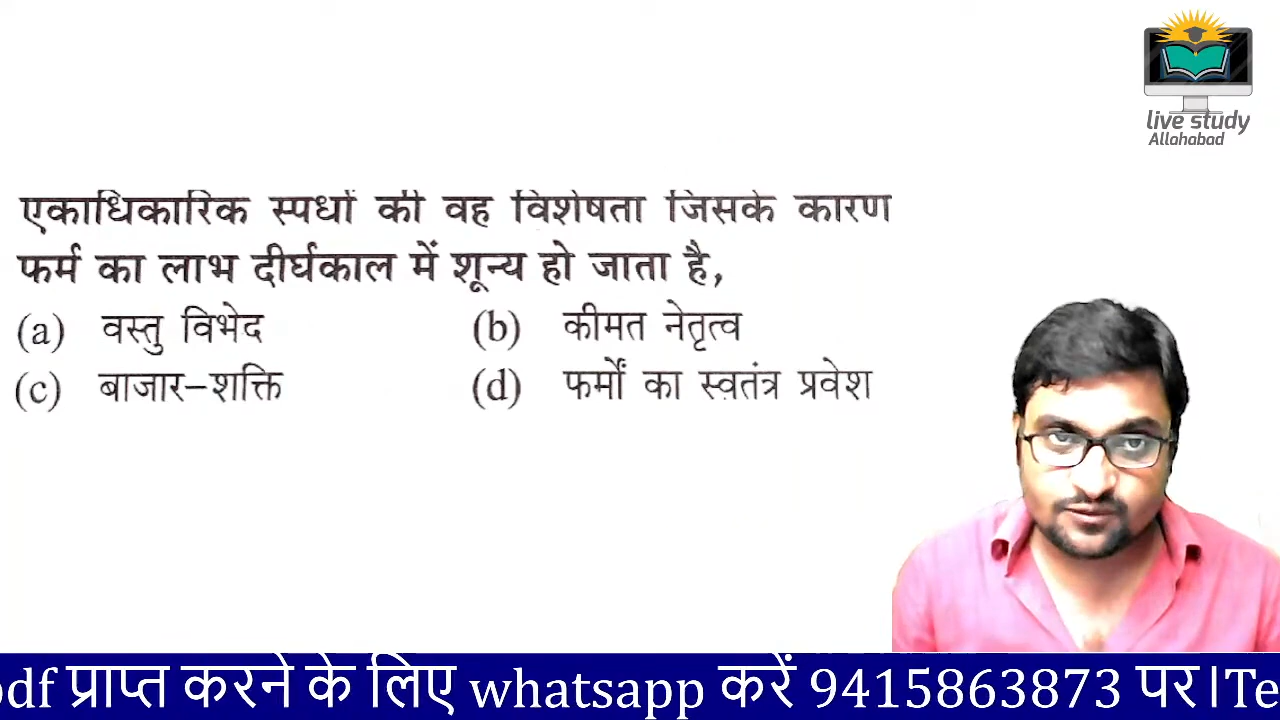 live study
Allahabad
एकाधिकारिक स्पर्धा की वह विशेषता जिसके कारण
फर्म का लाभ दीर्घकाल में शून्य हो जाता है,
(a) वस्तु विभेद (b) कीमत नेतृत्व
(c) बाजार–शक्ति (d) फर्मों का स्वतंत्र प्रवेश
pdf प्राप्त करने के लिए whatsapp करें 9415863873 पर।Te